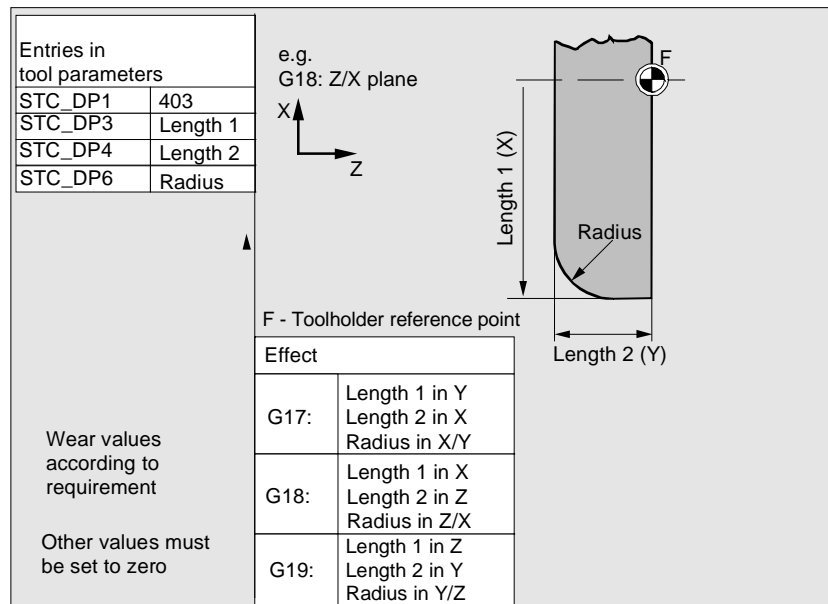 Entries in
tool parameters
STC_DP1 403
STC_DP3 Length 1
STC_DP4 Length 2
STC_DP6 Radius
e.g.
G18: Z/X plane
X
Z
F
Length 1 (X)
Radius
Length 2 (Y)
F - Toolholder reference point
Effect
G17: Length 1 in Y
Length 2 in X
Radius in X/Y
G18: Length 1 in X
Length 2 in Z
Radius in Z/X
G19: Length 1 in Z
Length 2 in Y
Radius in Y/Z
Wear values
according to
requirement
Other values must
be set to zero